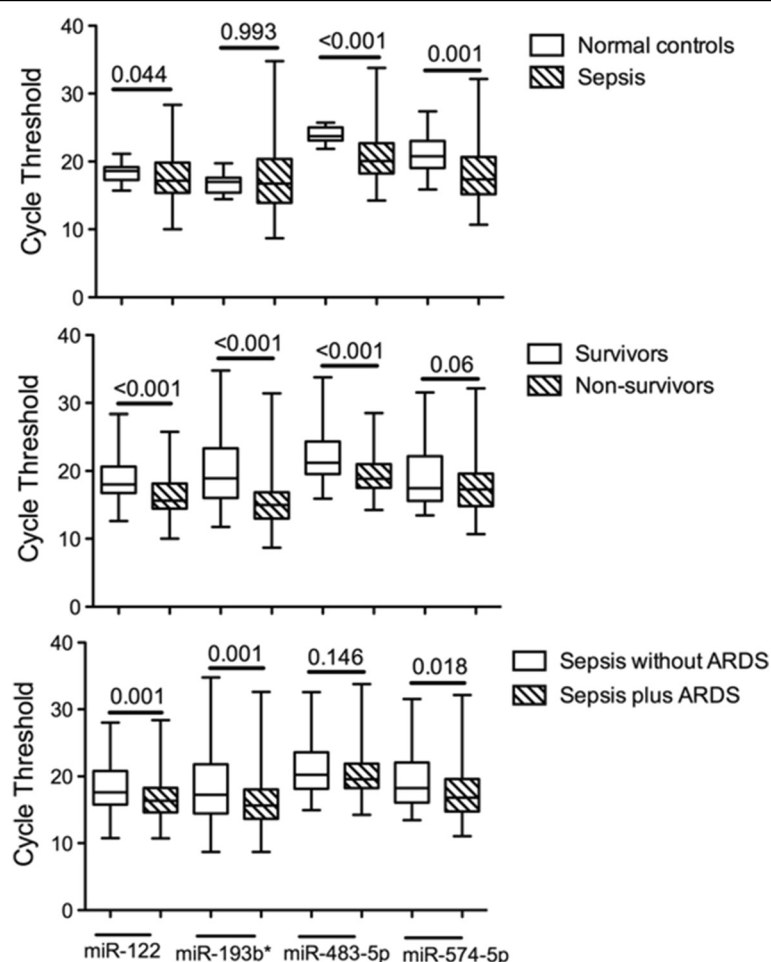 40
30
20
10
0
Cycle Threshold
0.044
0.993
<0.001
0.001
Normal controls
Sepsis
40
30
20
10
0
Cycle Threshold
<0.001
<0.001
<0.001
0.06
Survivors
Non-survivors
40
30
20
10
0
Cycle Threshold
0.001
0.001
0.146
0.018
Sepsis without ARDS
Sepsis plus ARDS
miR-122 miR-193b* miR-483-5p miR-574-5p